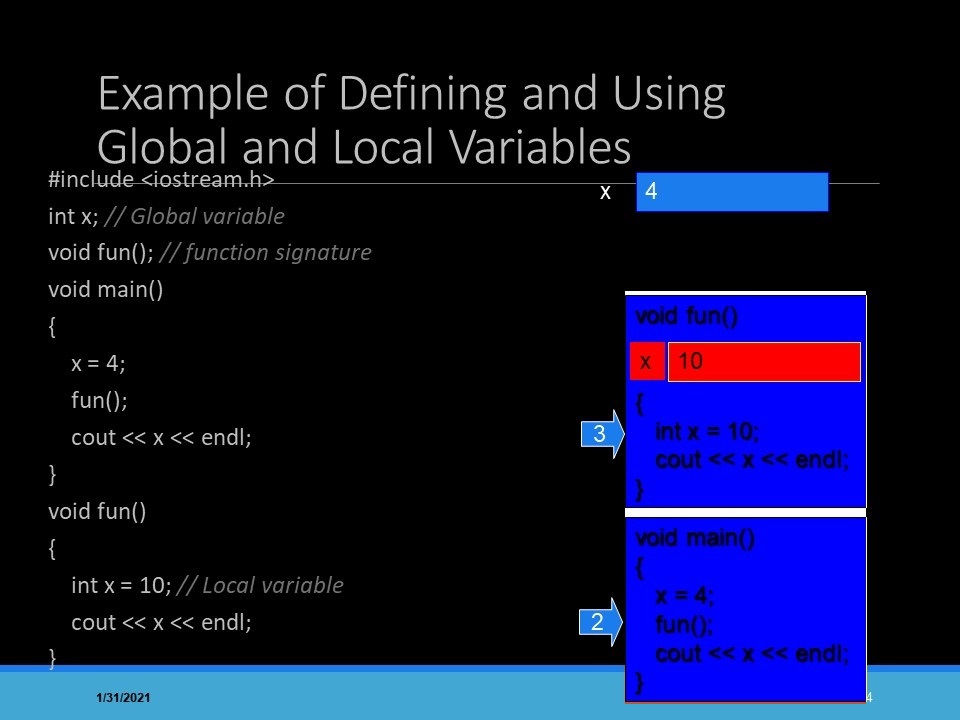 Example of Defining and Using
Global and Local Variables
#include <iostream.h>
int x; // Global variable
void fun(); // function signature
void main()
{
x = 4;
fun();
cout << x << endl;
}
void fun()
{
int x = 10; // Local variable
cout << x << endl;
}
x 4
void fun()
x 10
{
3
int x = 10;
cout << x << endl;
}
void main()
{
x = 4;
2
fun();
cout << x << endl;
}
1/31/2021
4